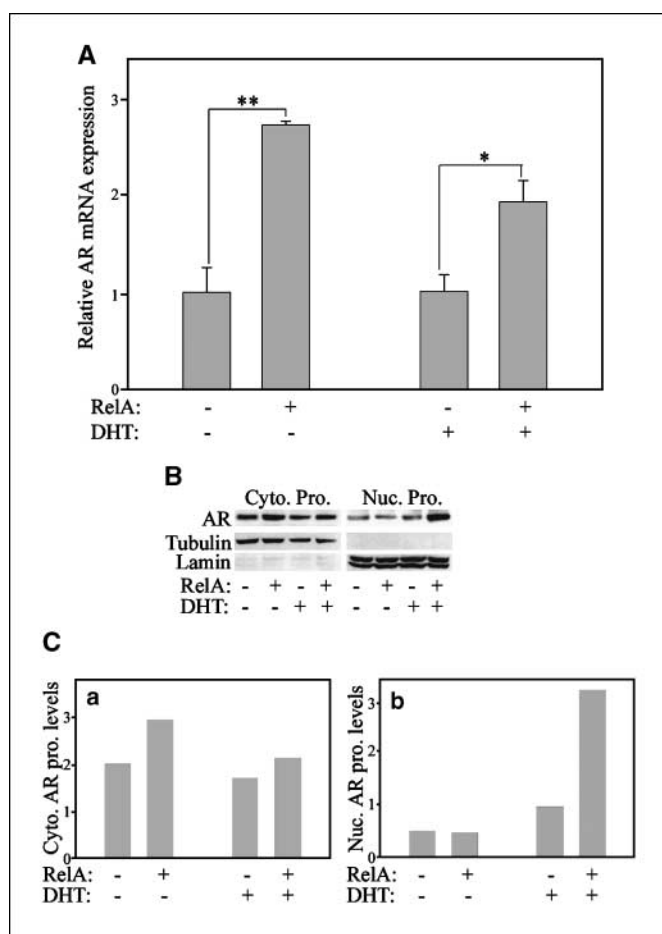 A
Relative AR mRNA expression
3
2
1
0
** *
RelA: - + - +
DHT: - - + +
B
Cyto. Pro. Nuc. Pro.
AR
Tubulin
Lamin
RelA: - + - + - + - +
DHT: - - + + - - + +
C
a
Cyto. AR pro. levels
3
2
1
0
RelA: - + - +
DHT: - - + +
b
Nuc. AR pro. levels
3
2
1
0
RelA: - + - +
DHT: - - + +